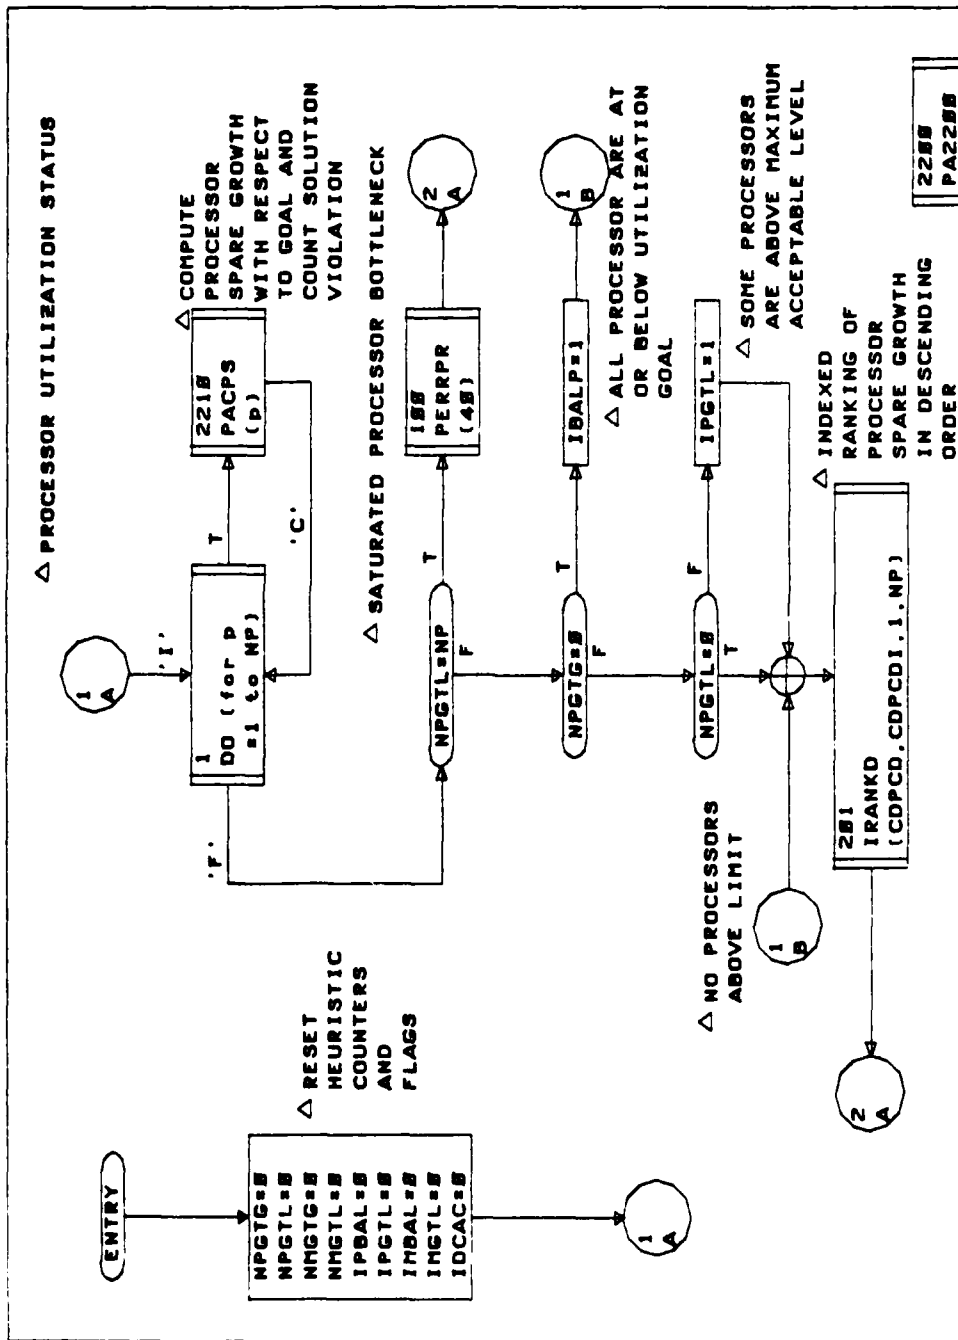 ENTRY
NPGTG=0
NPGTL=0
NMGTG=0
NMGTL=0
IPBAL=0
IPGTL=0
IMBAL=0
IMGTL=0
IDCAC=0
△ RESET
HEURISTIC
COUNTERS
AND
FLAGS
1
A
△ PROCESSOR UTILIZATION STATUS
1
A
'I'
1
DO (for p
=1 to NP)
T
2210
PACPS
(p)
△ COMPUTE
PROCESSOR
SPARE GROWTH
WITH RESPECT
TO GOAL AND
COUNT SOLUTION
VIOLATION
'C'
'F'
△ SATURATED PROCESSOR BOTTLENECK
NPGTL=NP
T
100
PERRPR
(40)
2
A
F
NPGTG=0
T
IBALP=1
1
B
△ ALL PROCESSOR ARE AT
OR BELOW UTILIZATION
GOAL
F
NPGTL=0
F
IPGTL=1
△ SOME PROCESSORS
ARE ABOVE MAXIMUM
ACCEPTABLE LEVEL
T
△ NO PROCESSORS
ABOVE LIMIT
1
B
△ INDEXED
RANKING OF
PROCESSOR
SPARE GROWTH
IN DESCENDING
ORDER
201
IRANKD
(CDPCD,CDPCDI,1,NP)
2
A
2200
PA2200